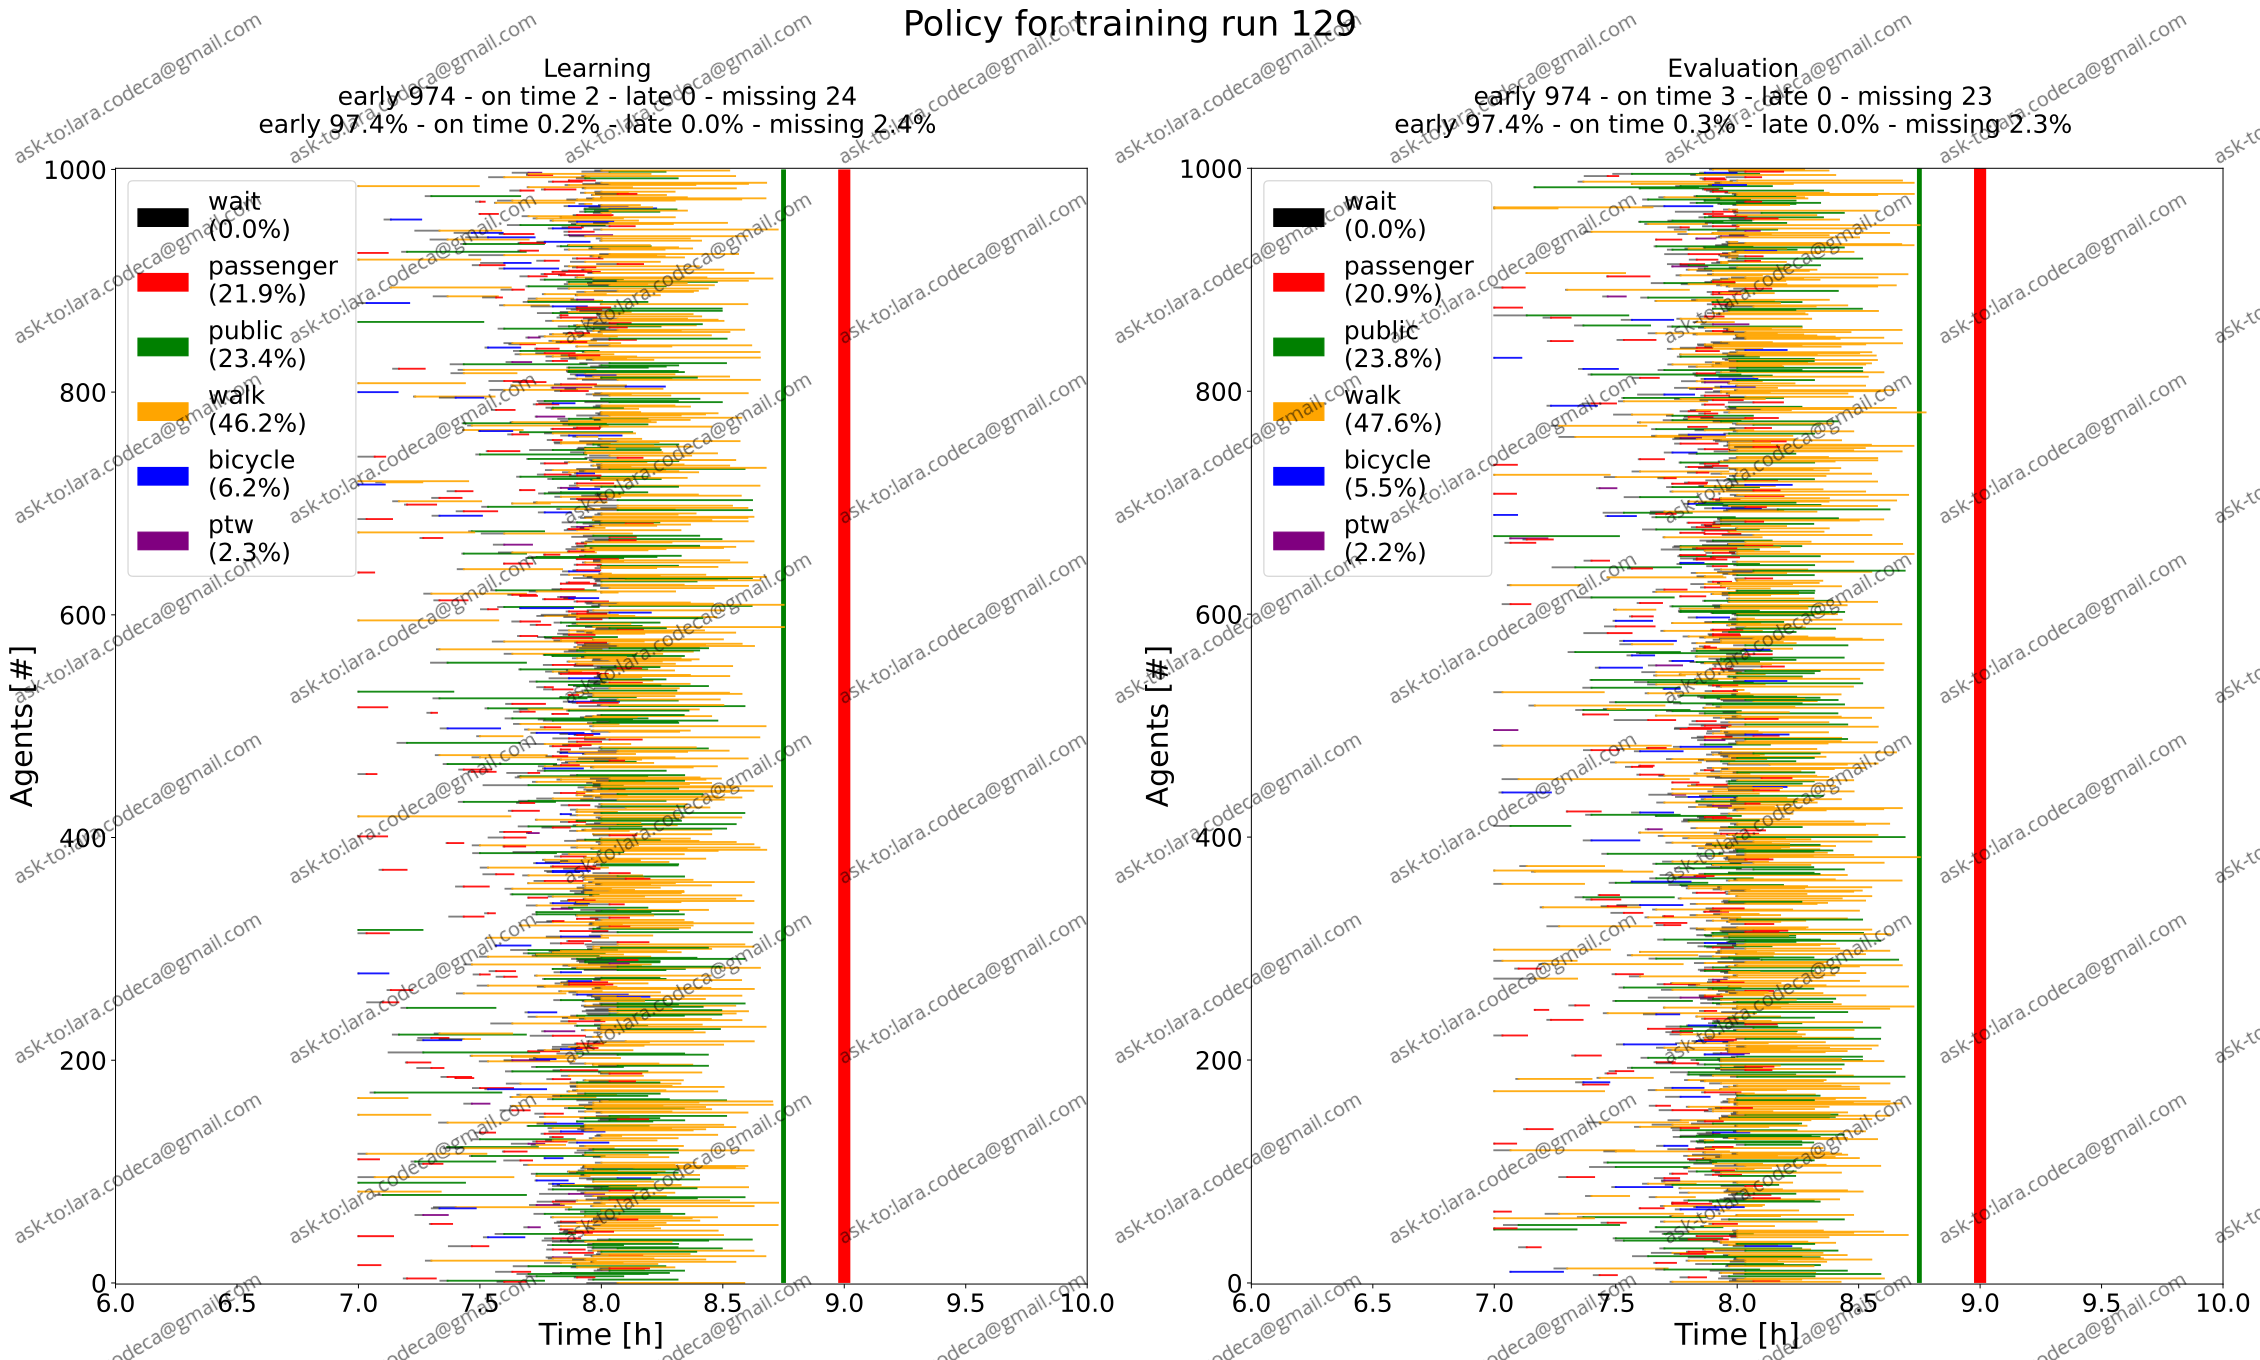 Policy for training run 129
Learning
early 974 - on time 2 - late 0 - missing 24
early 97.4% - on time 0.2% - late 0.0% - missing 2.4%
1000
800
600
400
200
0
Agents [#]
wait
(0.0%)
passenger
(21.9%)
public
(23.4%)
walk
(46.2%)
bicycle
(6.2%)
ptw
(2.3%)
6.0 6.5 7.0 7.5 8.0 8.5 9.0 9.5 10.0
Time [h]
Evaluation
early 974 - on time 3 - late 0 - missing 23
early 97.4% - on time 0.3% - late 0.0% - missing 2.3%
1000
800
600
400
200
0
Agents [#]
wait
(0.0%)
passenger
(20.9%)
public
(23.8%)
walk
(47.6%)
bicycle
(5.5%)
ptw
(2.2%)
6.0 6.5 7.0 7.5 8.0 8.5 9.0 9.5 10.0
Time [h]
ask-to:lara.codeca@gmail.com